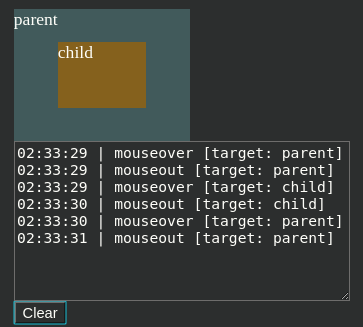 parent
child
02:33:29 | mouseover [target: parent]
02:33:29 | mouseout [target: parent]
02:33:29 | mouseover [target: child]
02:33:30 | mouseout [target: child]
02:33:30 | mouseover [target: parent]
02:33:31 | mouseout [target: parent]
Clear